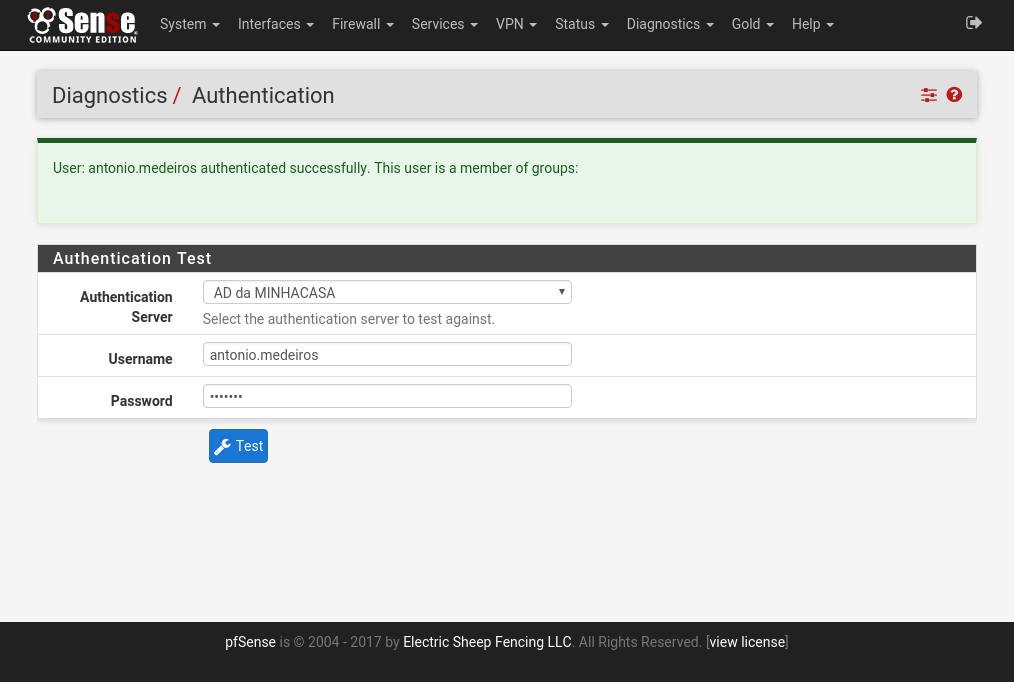 Sense
COMMUNITY EDITION
System Interfaces Firewall Services VPN Status Diagnostics Gold Help
Diagnostics / Authentication
User: antonio.medeiros authenticated successfully. This user is a member of groups:
Authentication Test
Authentication Server
AD da MINHACASA
Select the authentication server to test against.
Username
antonio.medeiros
Password
•••••••
Test
pfSense is © 2004 - 2017 by Electric Sheep Fencing LLC. All Rights Reserved. [view license]